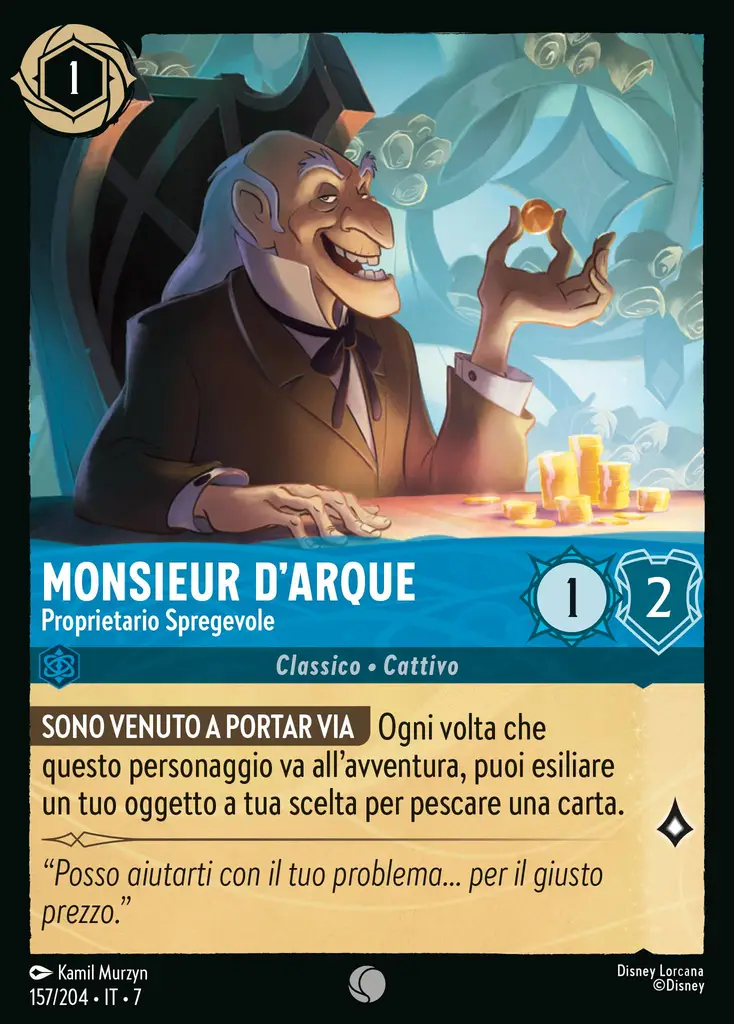 1
MONSIEUR D'ARQUE
Proprietario Spregevole
1
2
Classico • Cattivo
SONO VENUTO A PORTAR VIA Ogni volta che
questo personaggio va all'avventura, puoi esiliare
un tuo oggetto a tua scelta per pescare una carta.
“Posso aiutarti con il tuo problema... per il giusto
prezzo.”
Kamil Murzyn
157/204 • IT • 7
Disney Lorcana
©Disney